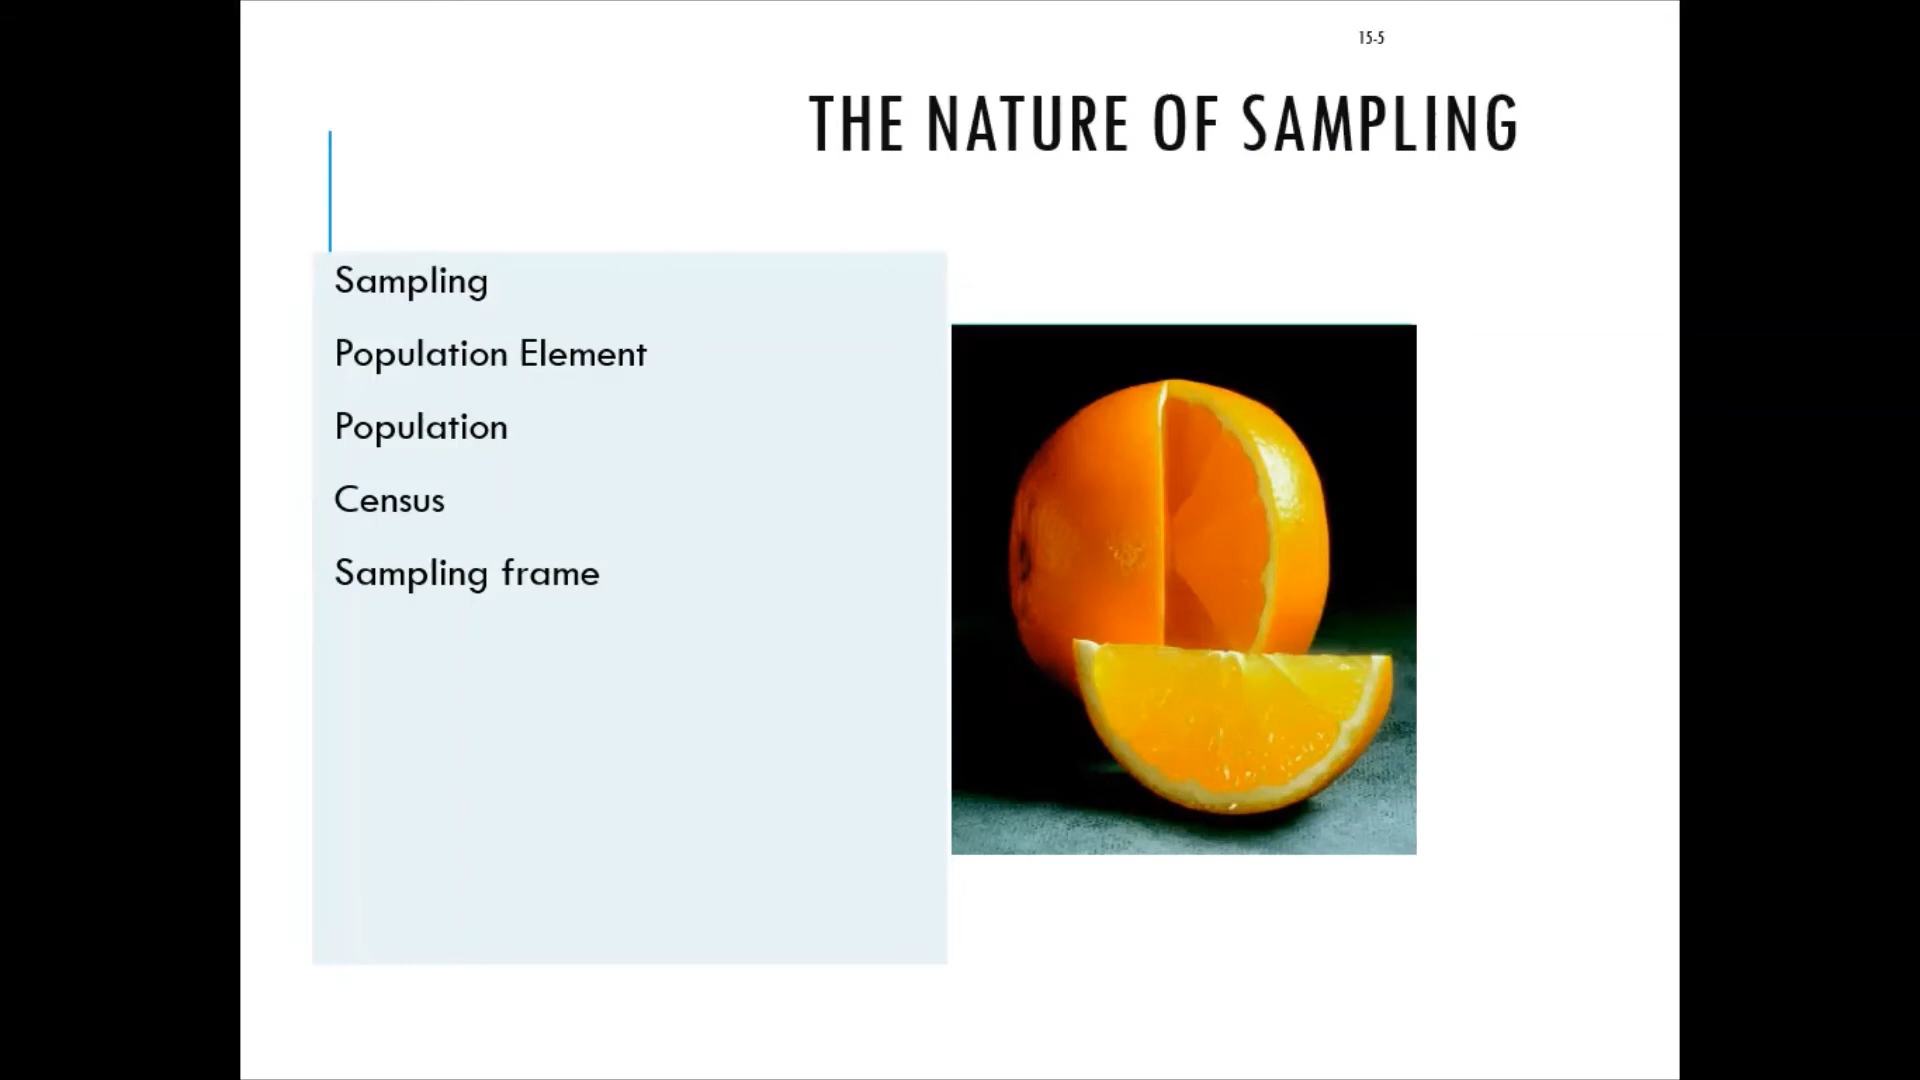 15-5
THE NATURE OF SAMPLING
Sampling
Population Element
Population
Census
Sampling frame